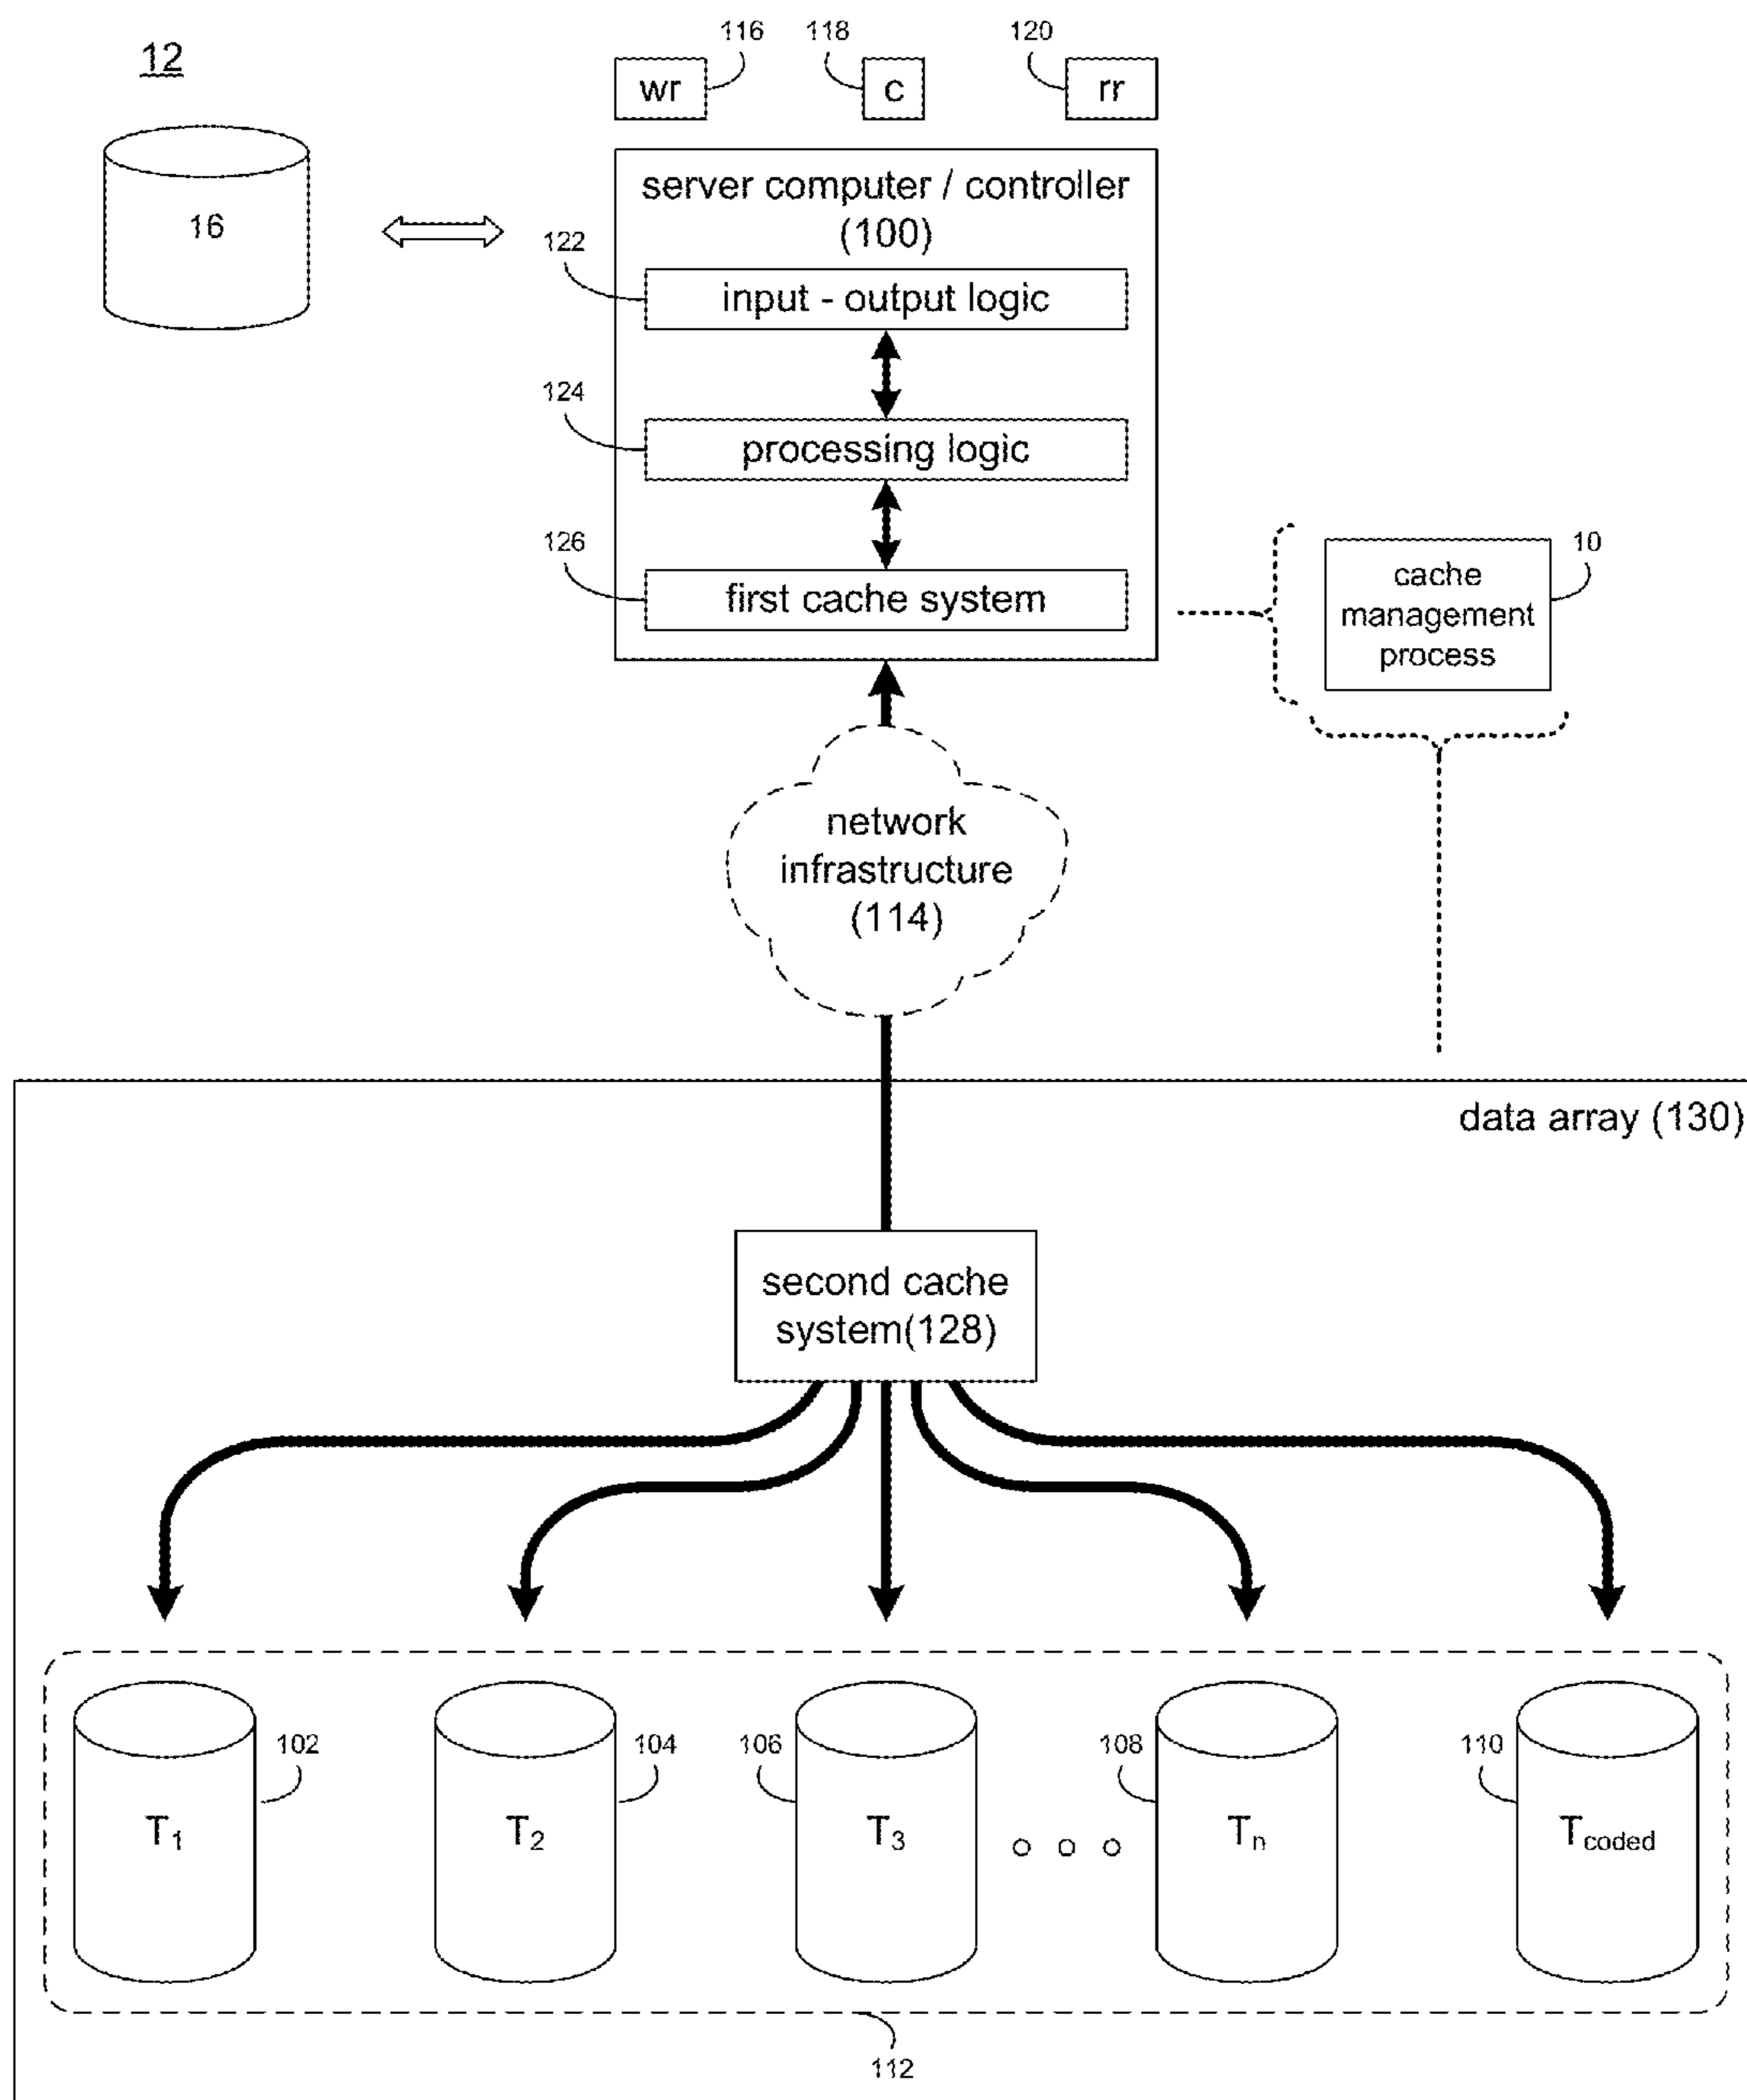 12
116
118
120
wr
c
rr
16
server computer / controller
(100)
122
input - output logic
124
processing logic
126
first cache system
10
cache
management
process
network
infrastructure
(114)
data array (130)
second cache
system(128)
102
104
106
108
110
T1
T2
T3
Tn
Tcoded
112